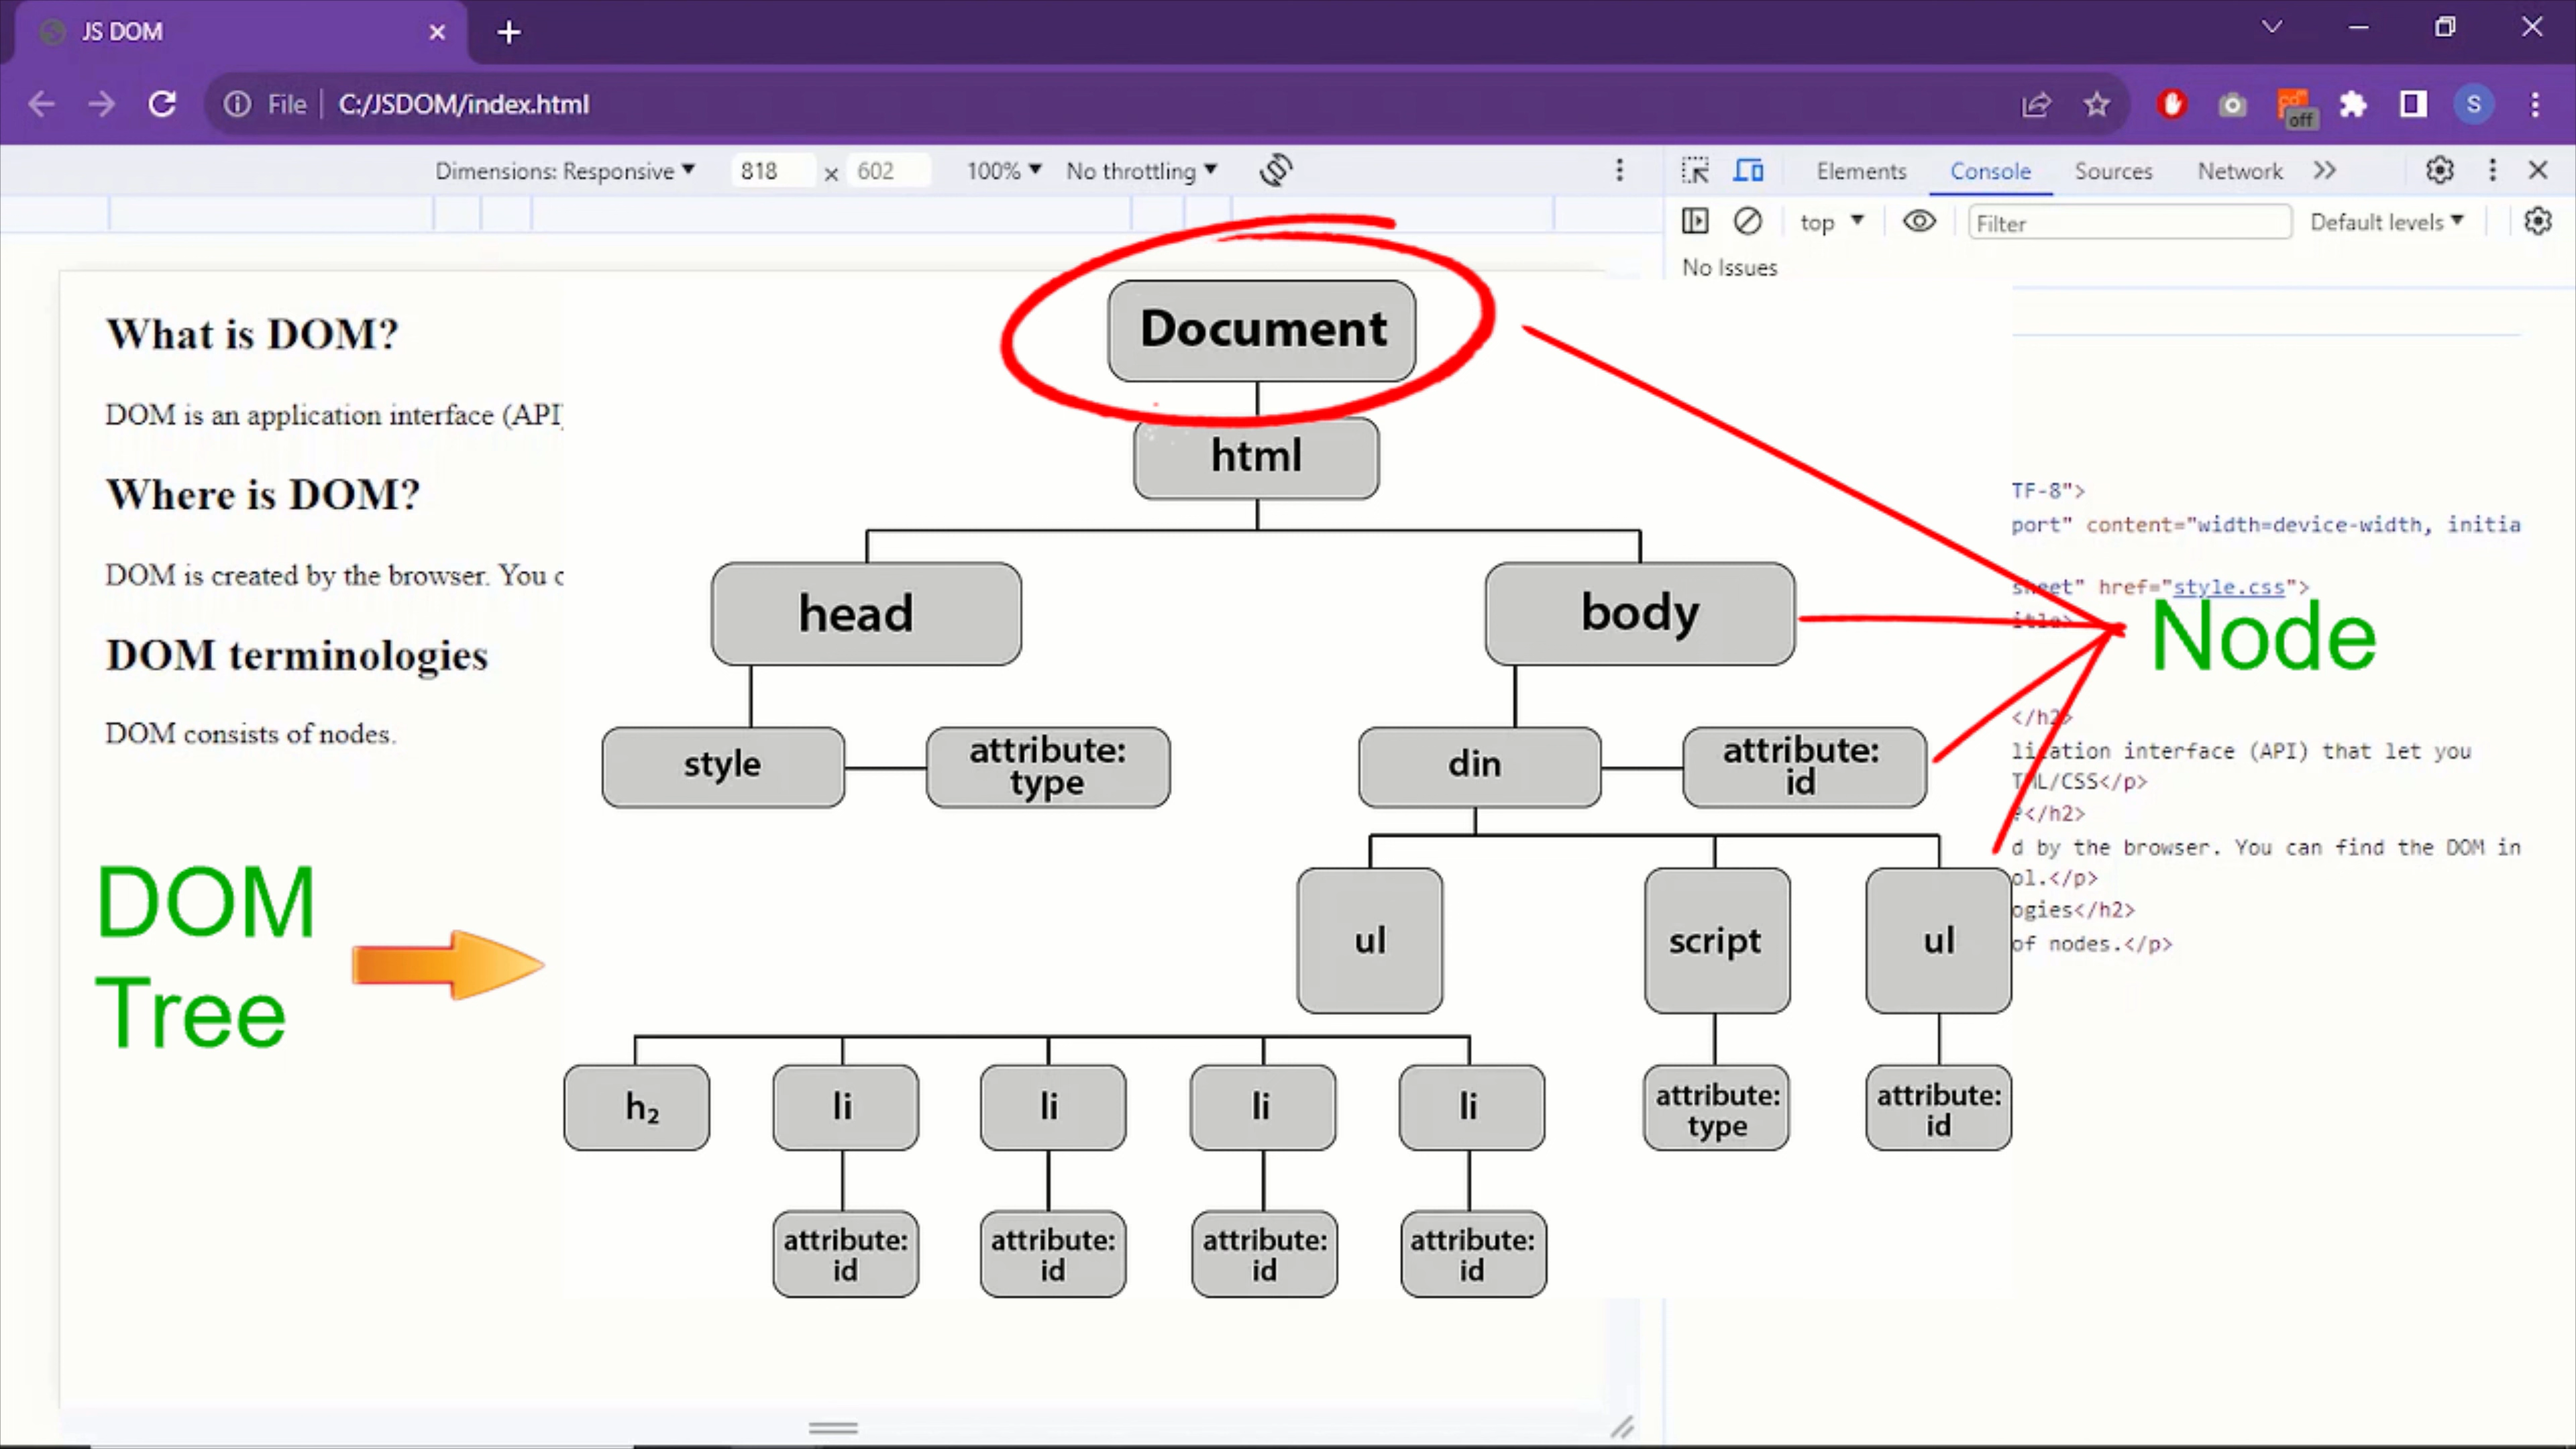 JS DOM
File
C:/JSDOM/index.html
S
off
Dimensions: Responsive
818 x 602
100%
No throttling
Elements
Console
Sources
Network
top
Filter
Default levels
No Issues
What is DOM?
DOM is an application interface (API)
Where is DOM?
DOM is created by the browser. You c
DOM terminologies
DOM consists of nodes.
DOM
Tree
Document
html
head
body
style
attribute:
type
din
attribute:
id
ul
script
ul
h₂
li
li
li
li
attribute:
type
attribute:
id
attribute:
id
attribute:
id
attribute:
id
attribute:
id
Node
TF-8">
port" content="width=device-width, initia
sheet" href="style.css">
itle>
</h2>
lication interface (API) that let you
TML/CSS</p>
?</h2>
d by the browser. You can find the DOM in
ol.</p>
ogies</h2>
of nodes.</p>